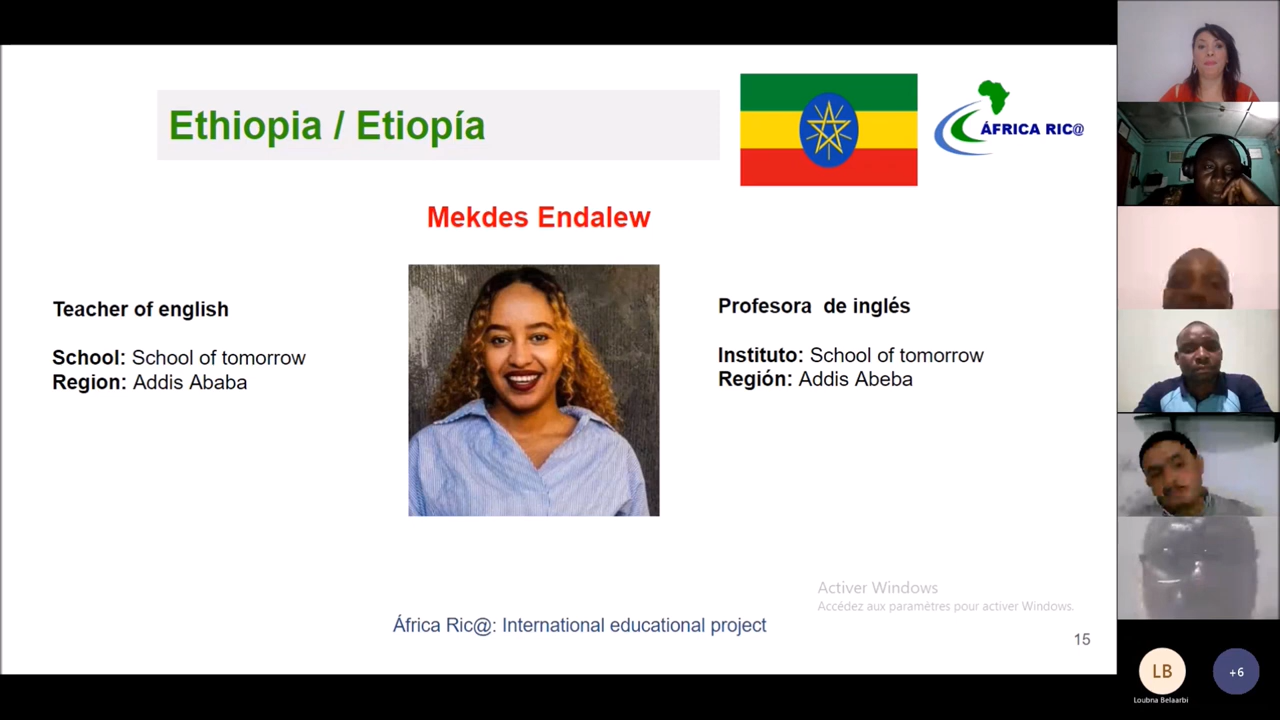 Ethiopia / Etiopía
ÁFRICA RIC@
Mekdes Endalew
Teacher of english
School: School of tomorrow
Region: Addis Ababa
Profesora de inglés
Instituto: School of tomorrow
Región: Addis Abeba
Activer Windows
Accédez aux paramètres pour activer Windows.
África Ric@: International educational project
15
LB
+6
Loubna Belaarbi